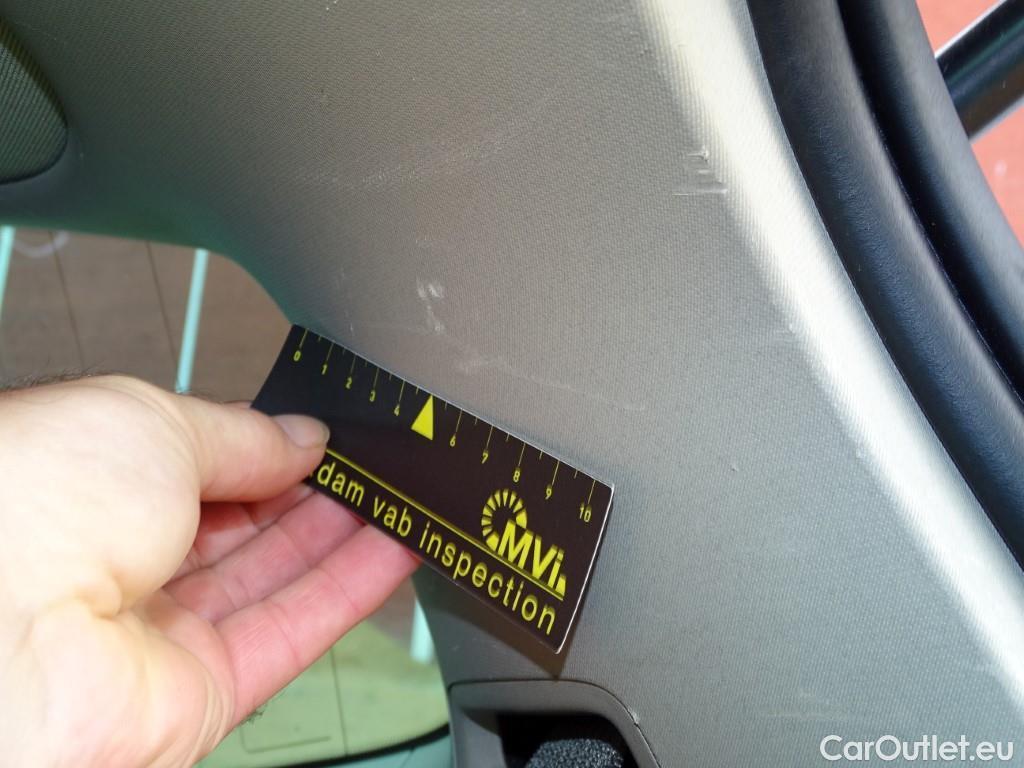 0 1 2 3 4 6 7 8 9 10
MVi
dam vab inspection
CarOutlet.eu